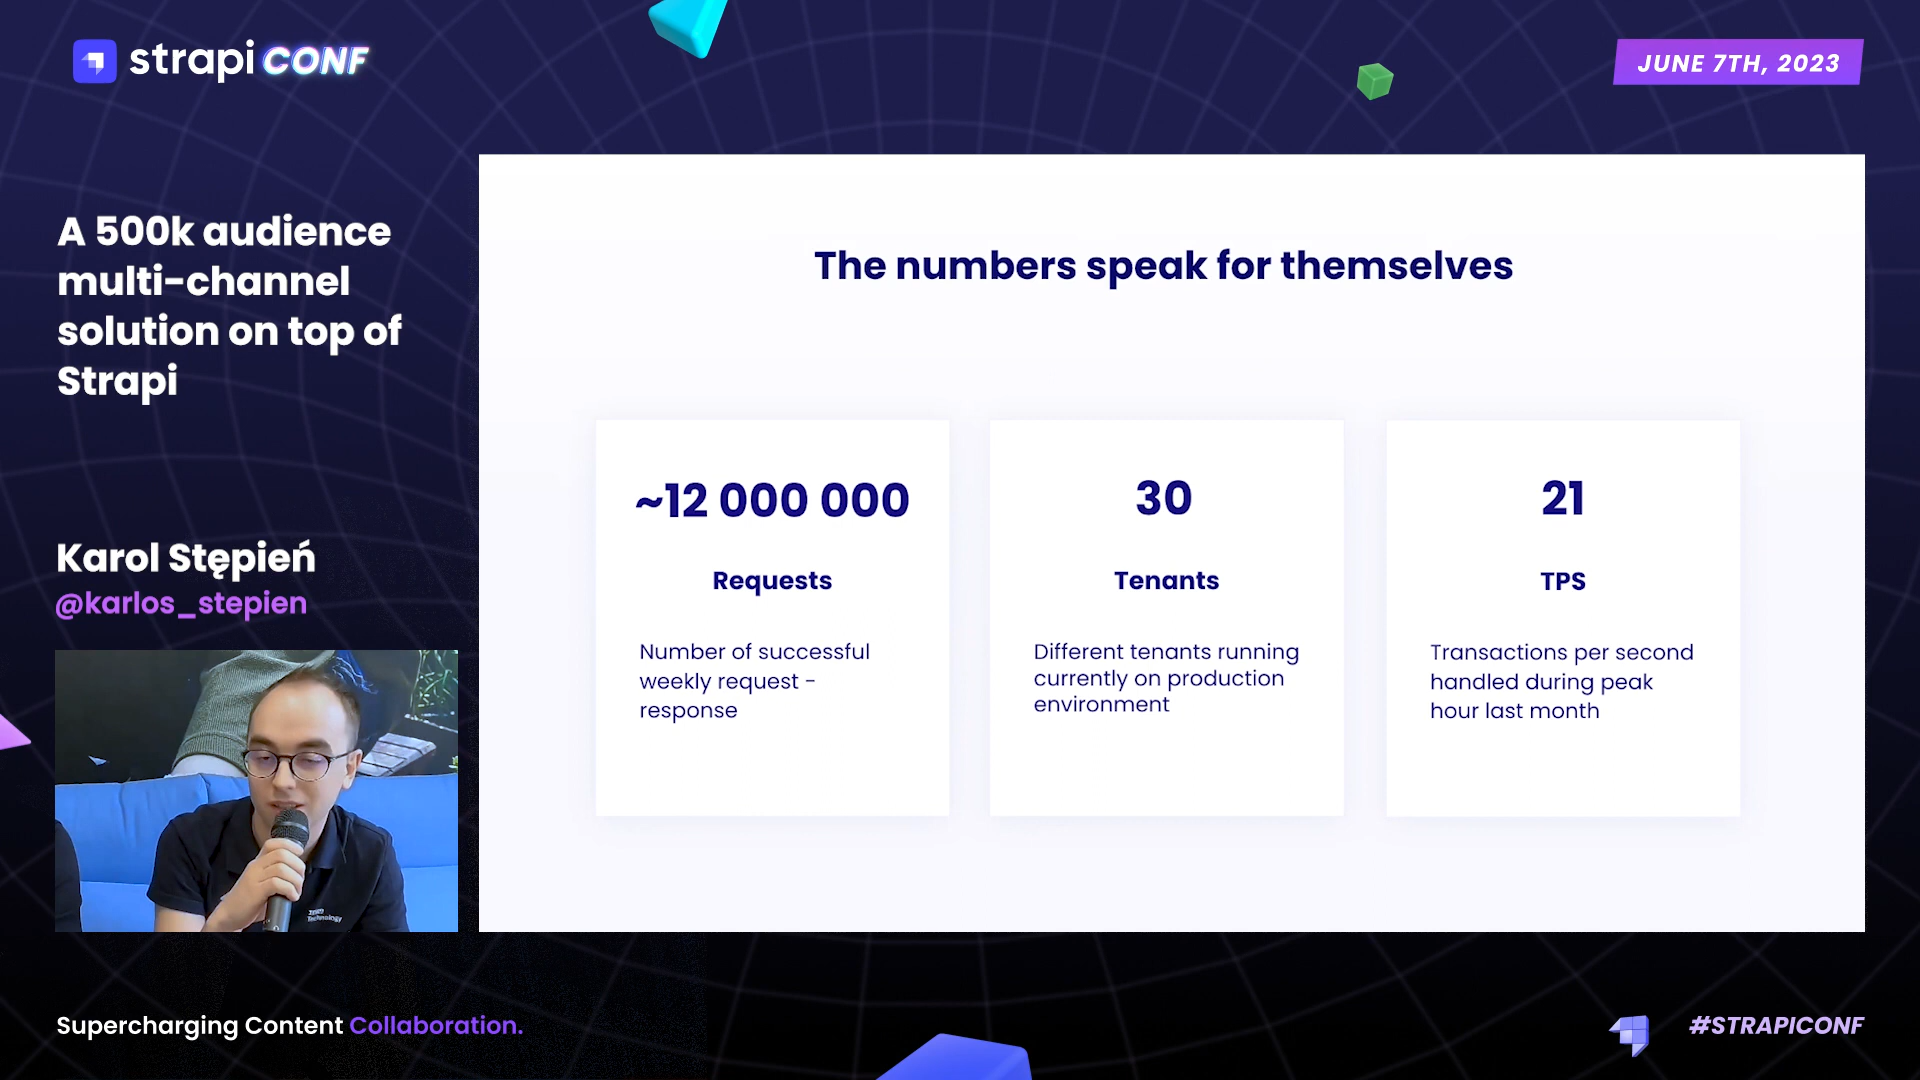 strapi CONF
JUNE 7TH, 2023
A 500k audience
multi-channel
solution on top of
Strapi
Karol Stępień
@karlos_stepien
The numbers speak for themselves
~12 000 000
Requests
Number of successful
weekly request -
response
30
Tenants
Different tenants running
currently on production
environment
21
TPS
Transactions per second
handled during peak
hour last month
Technology
Supercharging Content Collaboration.
#STRAPICONF